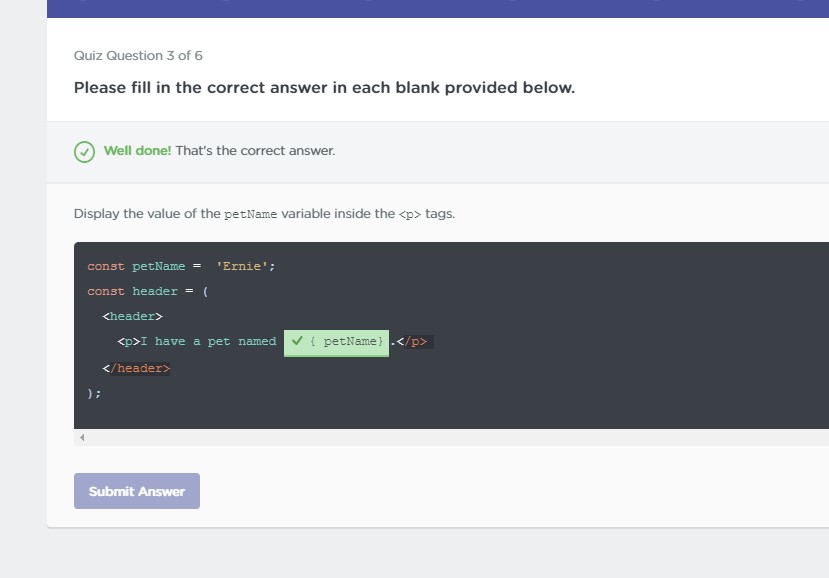 Quiz Question 3 of 6
Please fill in the correct answer in each blank provided below.
Well done! That's the correct answer.
Display the value of the petName variable inside the <p> tags.
const petName =  'Ernie';
const header = (
<header>
<p>I have a pet named { petName}.</p>
</header>
);
Submit Answer